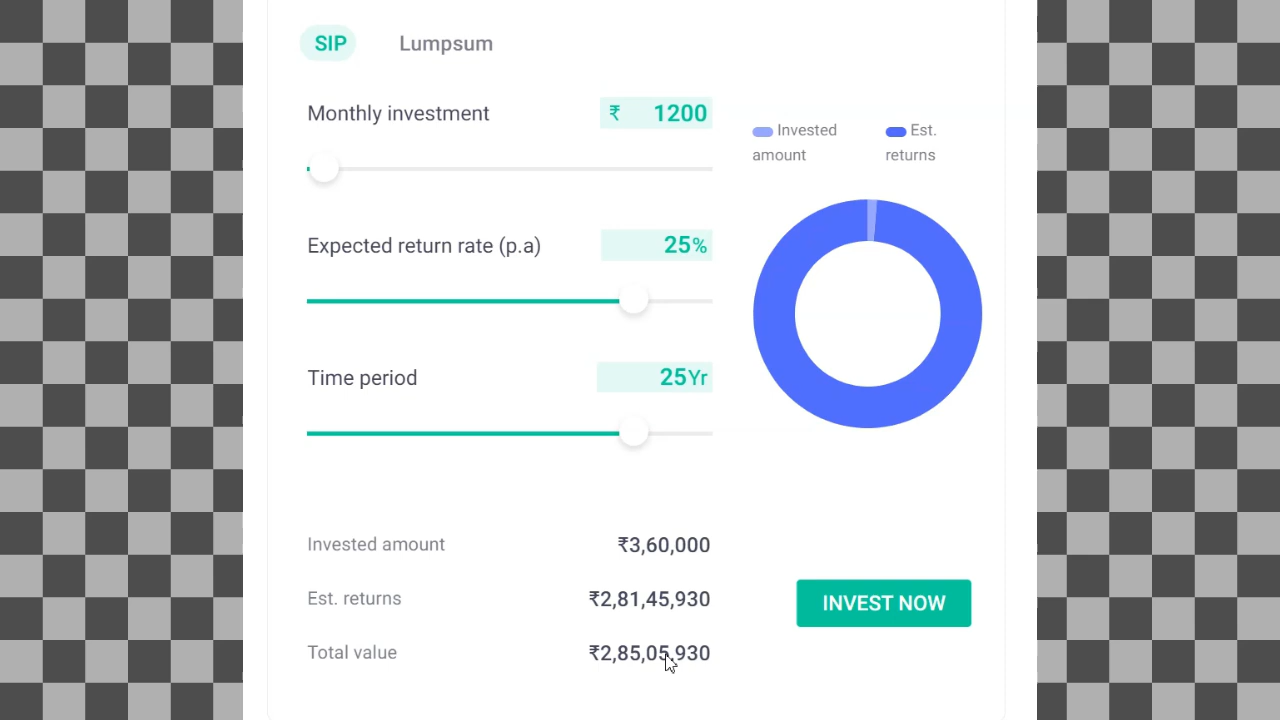 SIP Lumpsum
Monthly investment ₹ 1200
Invested amount
Est. returns
Expected return rate (p.a) 25%
Time period 25Yr
Invested amount ₹3,60,000
Est. returns ₹2,81,45,930
INVEST NOW
Total value ₹2,85,05,930